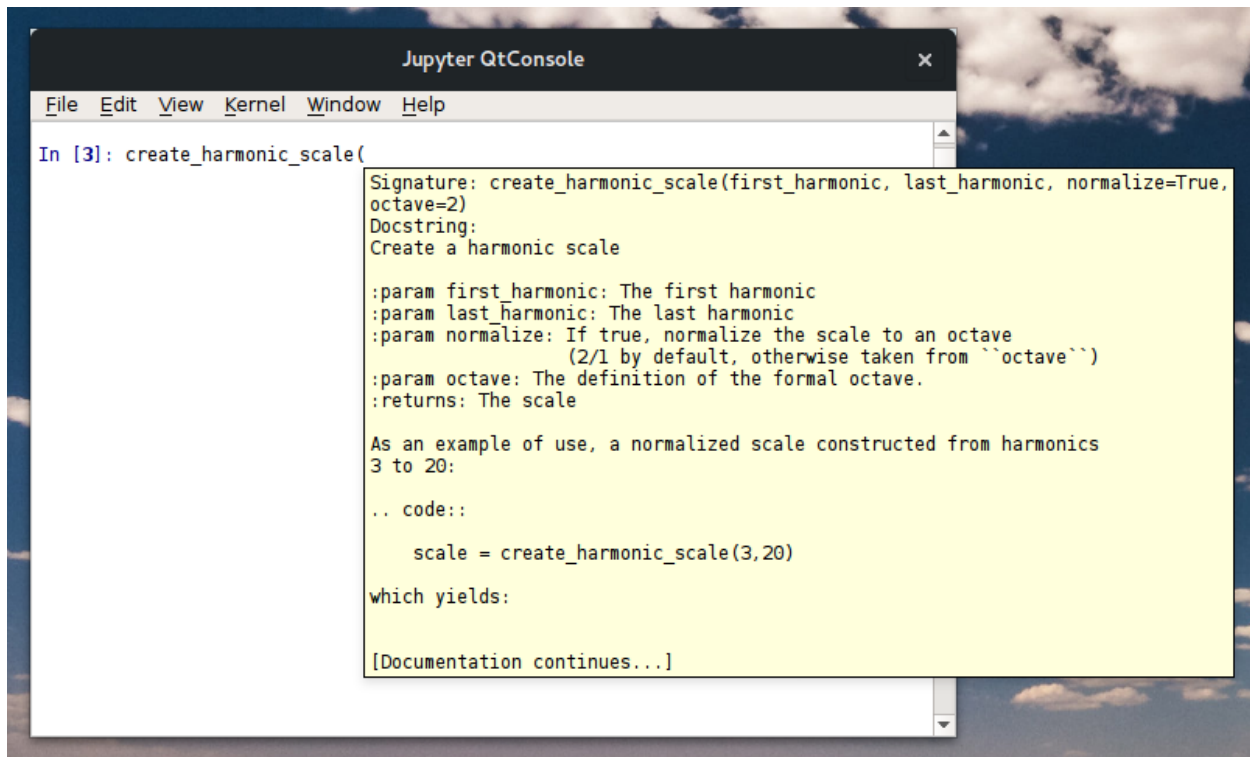 Jupyter QtConsole
File Edit View Kernel Window Help
In [3]: create_harmonic_scale(
Signature: create_harmonic_scale(first_harmonic, last_harmonic, normalize=True,
octave=2)
Docstring:
Create a harmonic scale
:param first_harmonic: The first harmonic
:param last_harmonic: The last harmonic
:param normalize: If true, normalize the scale to an octave
(2/1 by default, otherwise taken from ``octave``)
:param octave: The definition of the formal octave.
:returns: The scale
As an example of use, a normalized scale constructed from harmonics
3 to 20:
.. code::
scale = create_harmonic_scale(3,20)
which yields:
[Documentation continues...]